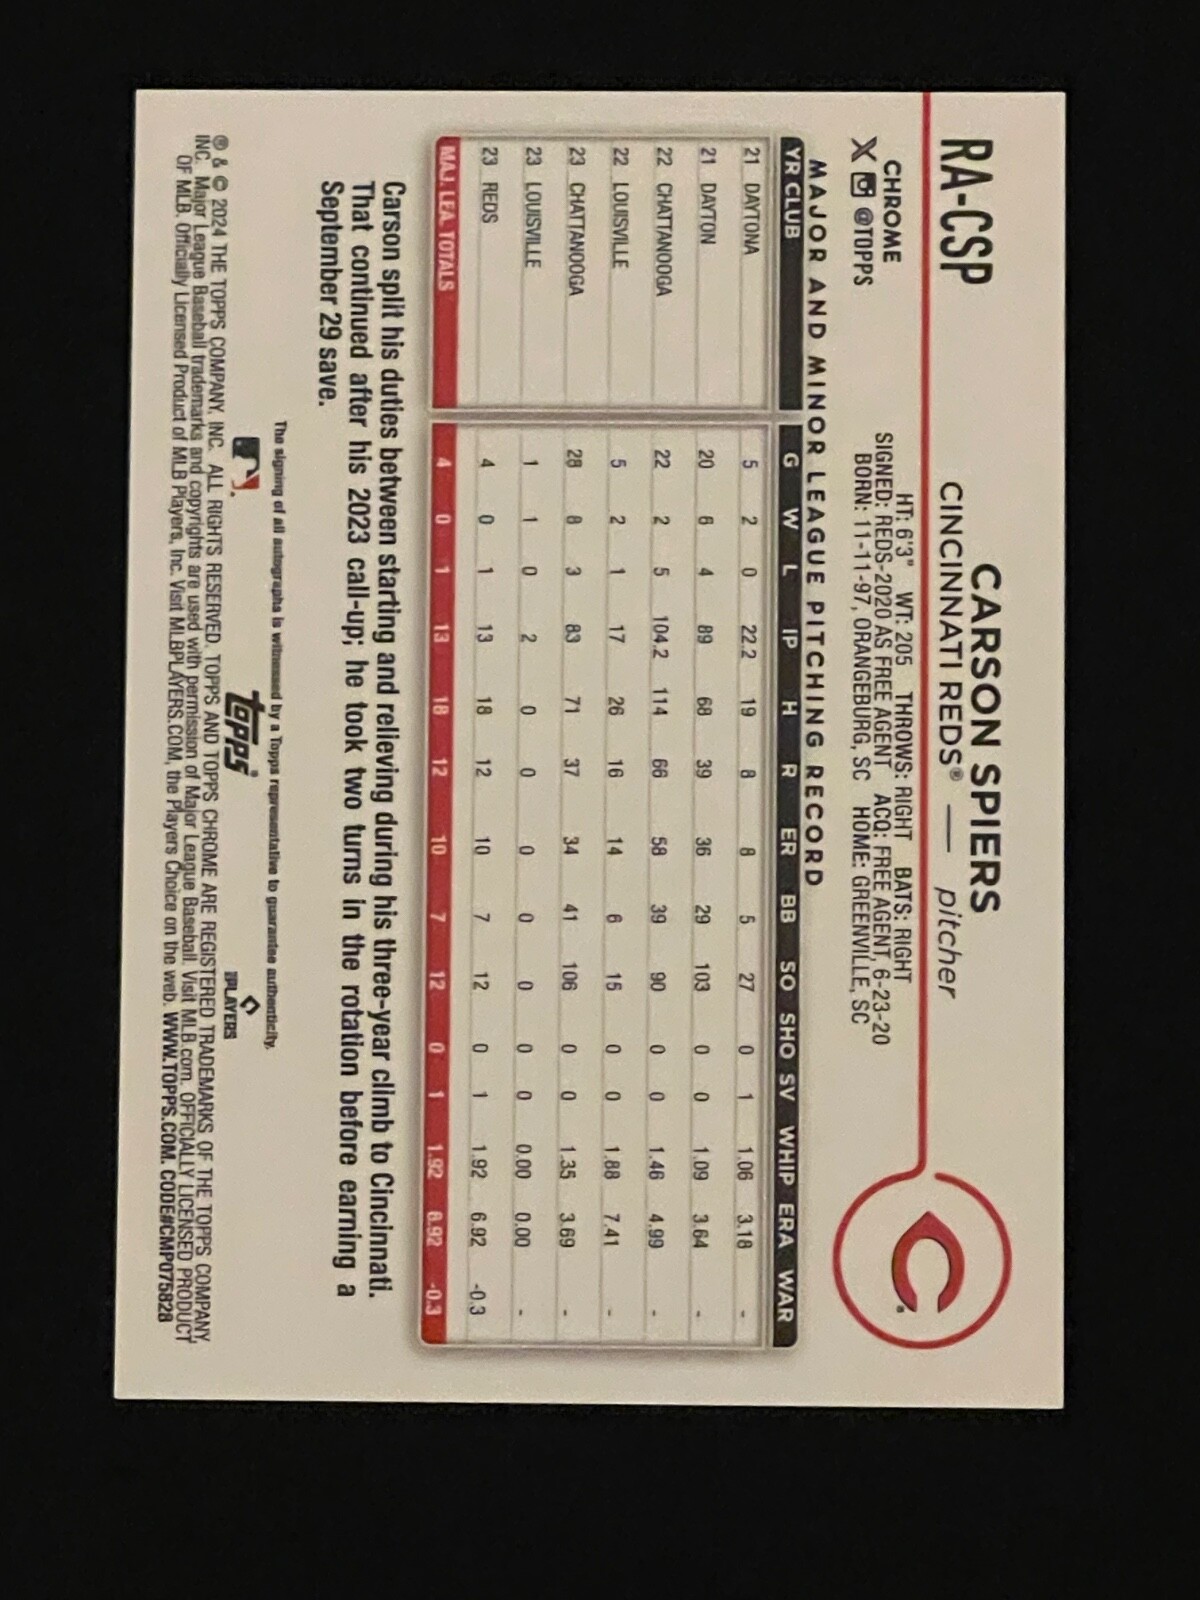 RA-CSP
CARSON SPIERS
CINCINNATI REDS® — pitcher
CHROME
X @TOPPS
HT: 6'3" WT: 205 THROWS: RIGHT BATS: RIGHT
SIGNED: REDS-2020 AS FREE AGENT ACQ: FREE AGENT, 6-23-20
BORN: 11-11-97, ORANGEBURG, SC HOME: GREENVILLE, SC
C
MAJOR AND MINOR LEAGUE PITCHING RECORD
YR CLUB G W L IP H R ER BB SO SHO SV WHIP ERA WAR
21 DAYTONA 5 2 0 22.2 19 8 8 5 27 0 1 1.06 3.18 -
21 DAYTON 20 6 4 89 68 39 36 29 103 0 0 1.09 3.64 -
22 CHATTANOOGA 22 2 5 104.2 114 66 58 39 90 0 0 1.46 4.99 -
22 LOUISVILLE 5 2 1 17 26 16 14 6 15 0 0 1.88 7.41 -
23 CHATTANOOGA 28 8 3 83 71 37 34 41 106 0 0 1.35 3.69 -
23 LOUISVILLE 1 1 0 2 0 0 0 0 0 0 0 0.00 0.00 -
23 REDS 4 0 1 13 18 12 10 7 12 0 1 1.92 6.92 -0.3
MAJ. LEA. TOTALS 4 0 1 13 18 12 10 7 12 0 1 1.92 6.92 -0.3
Carson split his duties between starting and relieving during his three-year climb to Cincinnati.
That continued after his 2023 call-up; he took two turns in the rotation before earning a
September 29 save.
The signing of all autographs is witnessed by a Topps representative to guarantee authenticity.
topps®
PLAYERS
® & © 2024 THE TOPPS COMPANY, INC. ALL RIGHTS RESERVED. TOPPS AND TOPPS CHROME ARE REGISTERED TRADEMARKS OF THE TOPPS COMPANY,
INC. Major League Baseball trademarks and copyrights are used with permission of Major League Baseball. Visit MLB.com. OFFICIALLY LICENSED PRODUCT
OF MLB. Officially Licensed Product of MLB Players, Inc. Visit MLBPLAYERS.COM, the Players Choice on the web. WWW.TOPPS.COM. CODE#CMP075828